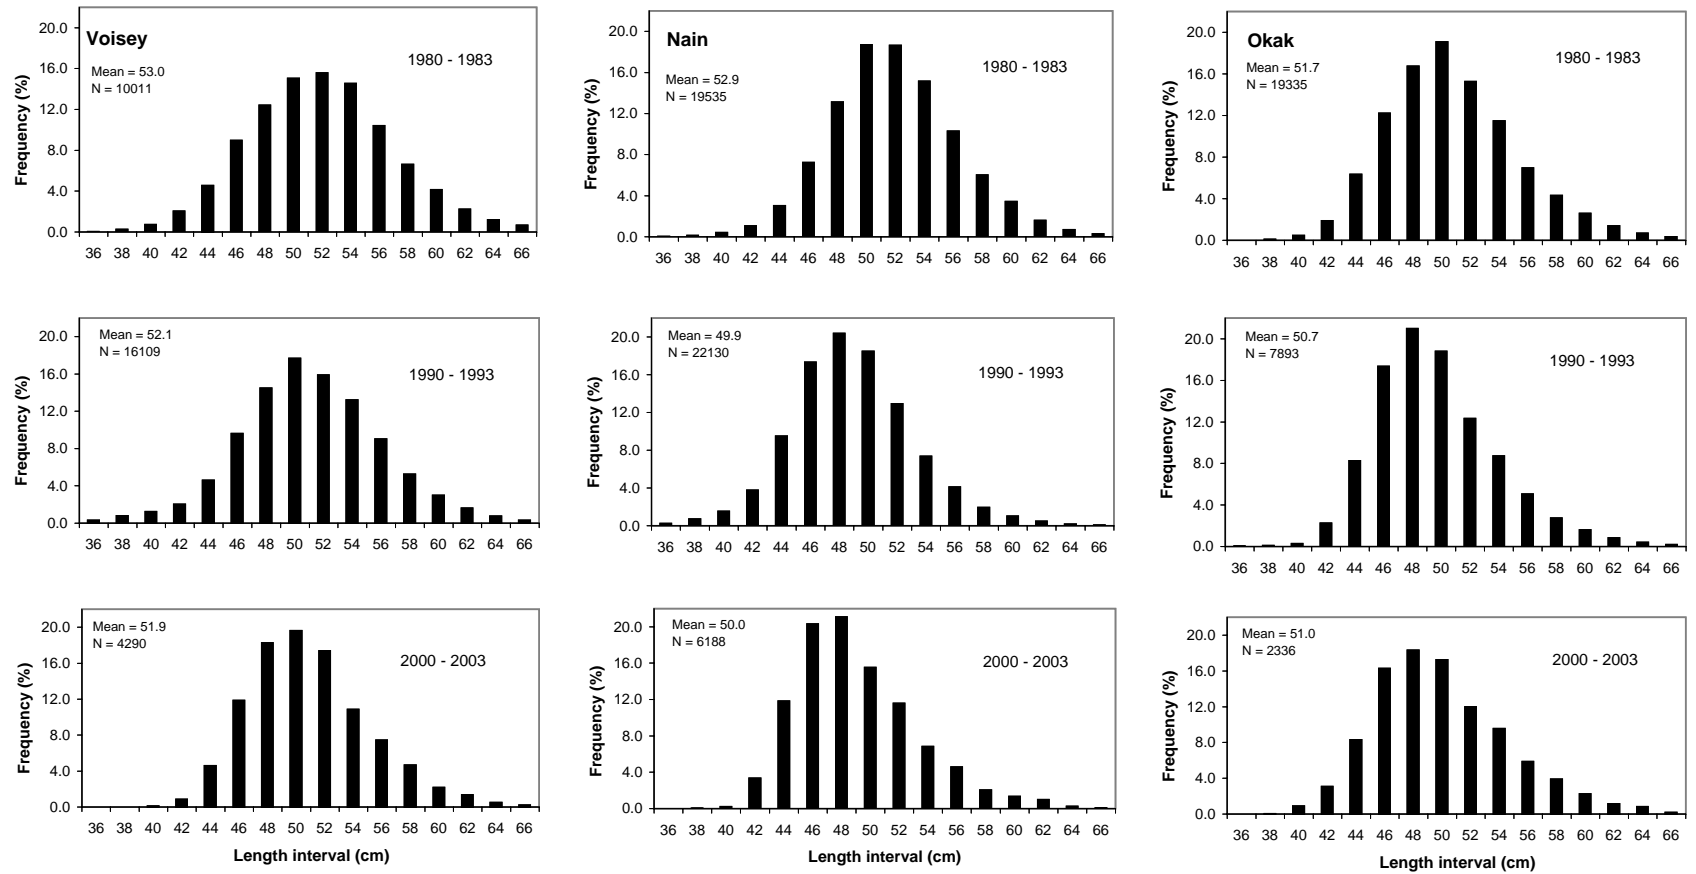 Voisey
Mean = 53.0
N = 10011
1980 - 1983
Frequency (%)
20.0
16.0
12.0
8.0
4.0
0.0
36 38 40 42 44 46 48 50 52 54 56 58 60 62 64 66
Nain
Mean = 52.9
N = 19535
1980 - 1983
Frequency (%)
20.0
16.0
12.0
8.0
4.0
0.0
36 38 40 42 44 46 48 50 52 54 56 58 60 62 64 66
Okak
Mean = 51.7
N = 19335
1980 - 1983
Frequency (%)
20.0
16.0
12.0
8.0
4.0
0.0
36 38 40 42 44 46 48 50 52 54 56 58 60 62 64 66
Mean = 52.1
N = 16109
1990 - 1993
Frequency (%)
20.0
16.0
12.0
8.0
4.0
0.0
36 38 40 42 44 46 48 50 52 54 56 58 60 62 64 66
Mean = 49.9
N = 22130
1990 - 1993
Frequency (%)
20.0
16.0
12.0
8.0
4.0
0.0
36 38 40 42 44 46 48 50 52 54 56 58 60 62 64 66
Mean = 50.7
N = 7893
1990 - 1993
Frequency (%)
20.0
16.0
12.0
8.0
4.0
0.0
36 38 40 42 44 46 48 50 52 54 56 58 60 62 64 66
Mean = 51.9
N = 4290
2000 - 2003
Frequency (%)
20.0
16.0
12.0
8.0
4.0
0.0
36 38 40 42 44 46 48 50 52 54 56 58 60 62 64 66
Length interval (cm)
Mean = 50.0
N = 6188
2000 - 2003
Frequency (%)
20.0
16.0
12.0
8.0
4.0
0.0
36 38 40 42 44 46 48 50 52 54 56 58 60 62 64 66
Length interval (cm)
Mean = 51.0
N = 2336
2000 - 2003
Frequency (%)
20.0
16.0
12.0
8.0
4.0
0.0
36 38 40 42 44 46 48 50 52 54 56 58 60 62 64 66
Length interval (cm)